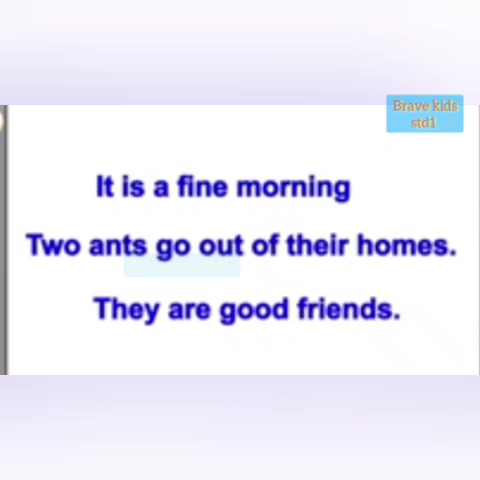 Brave kids
std1
It is a fine morning
Two ants go out of their homes.
They are good friends.